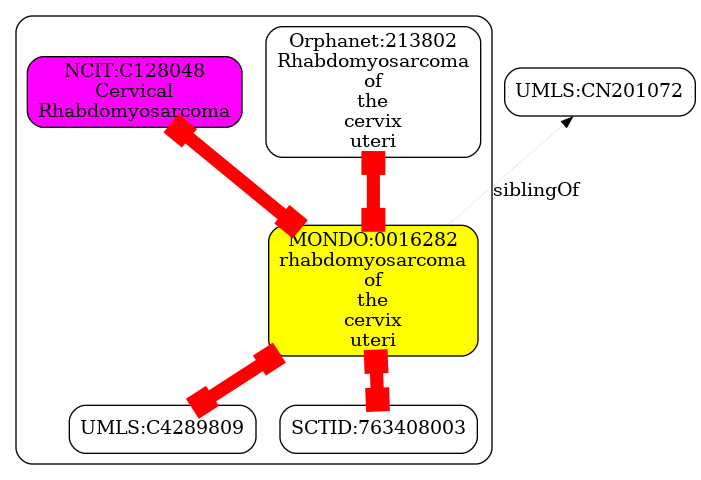 NCIT:C128048
Cervical
Rhabdomyosarcoma
Orphanet:213802
Rhabdomyosarcoma
of
the
cervix
uteri
UMLS:CN201072
siblingOf
MONDO:0016282
rhabdomyosarcoma
of
the
cervix
uteri
UMLS:C4289809
SCTID:763408003